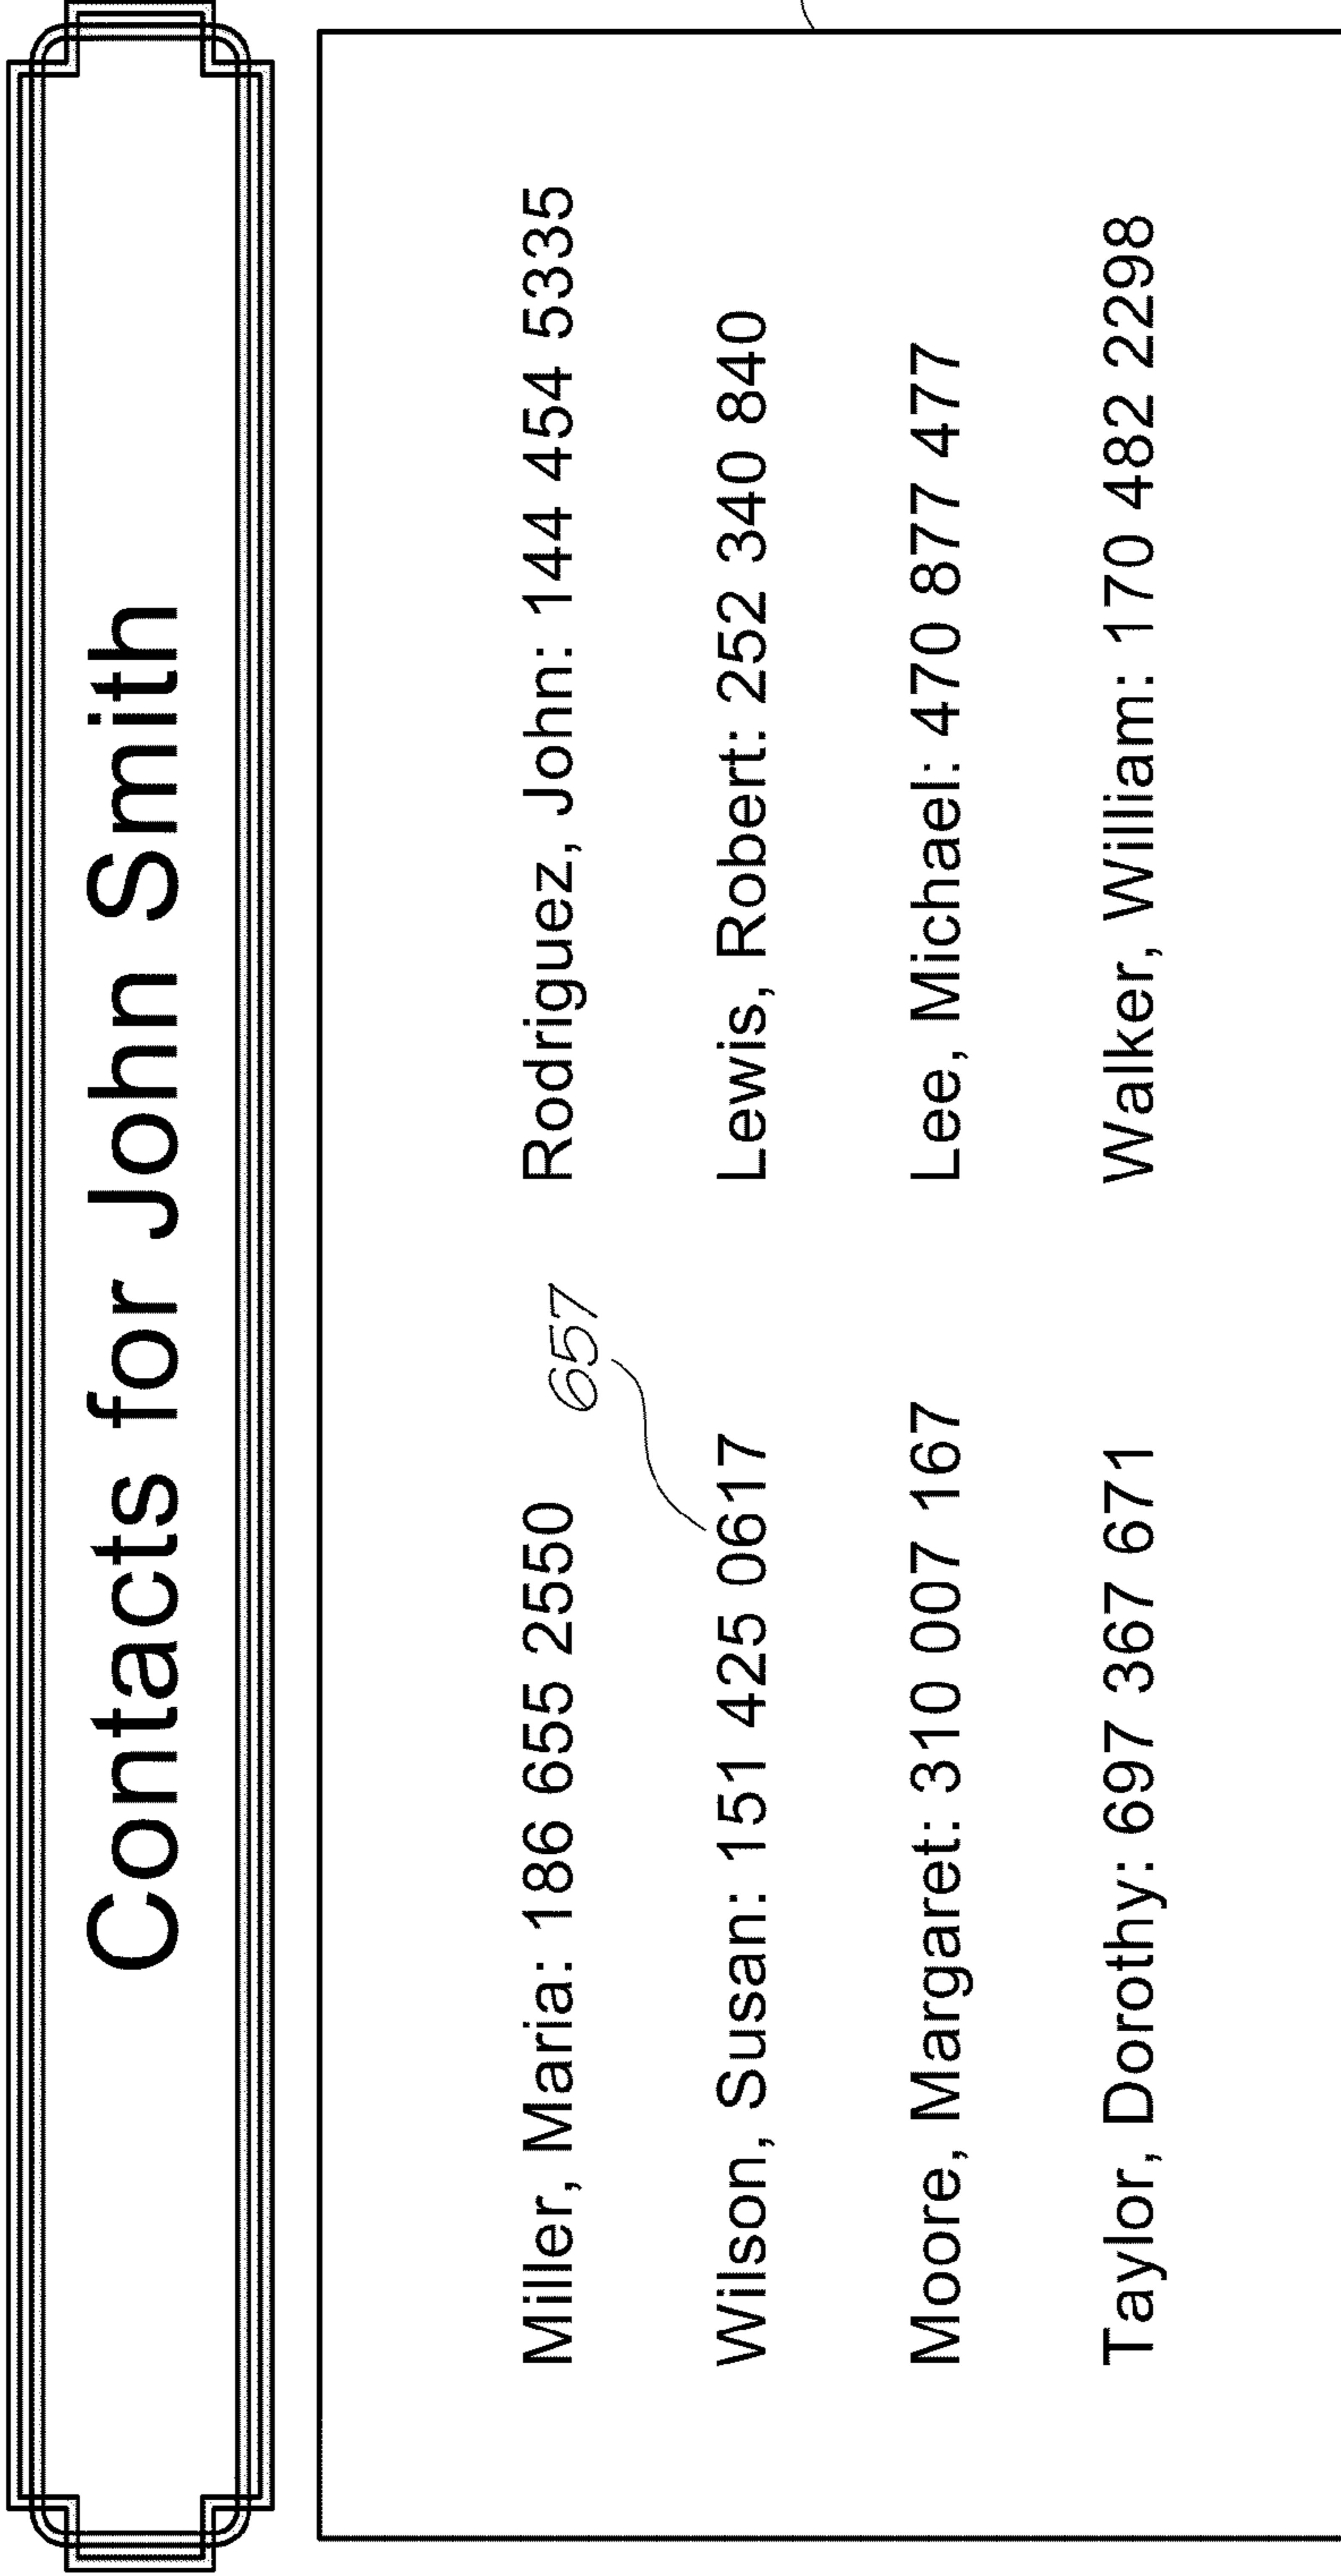 Contacts for John Smith
Miller, Maria: 186 655 2550
Rodriguez, John: 144 454 5335
657
Wilson, Susan: 151 425 0617
Lewis, Robert: 252 340 840
Moore, Margaret: 310 007 167
Lee, Michael: 470 877 477
Taylor, Dorothy: 697 367 671
Walker, William: 170 482 2298